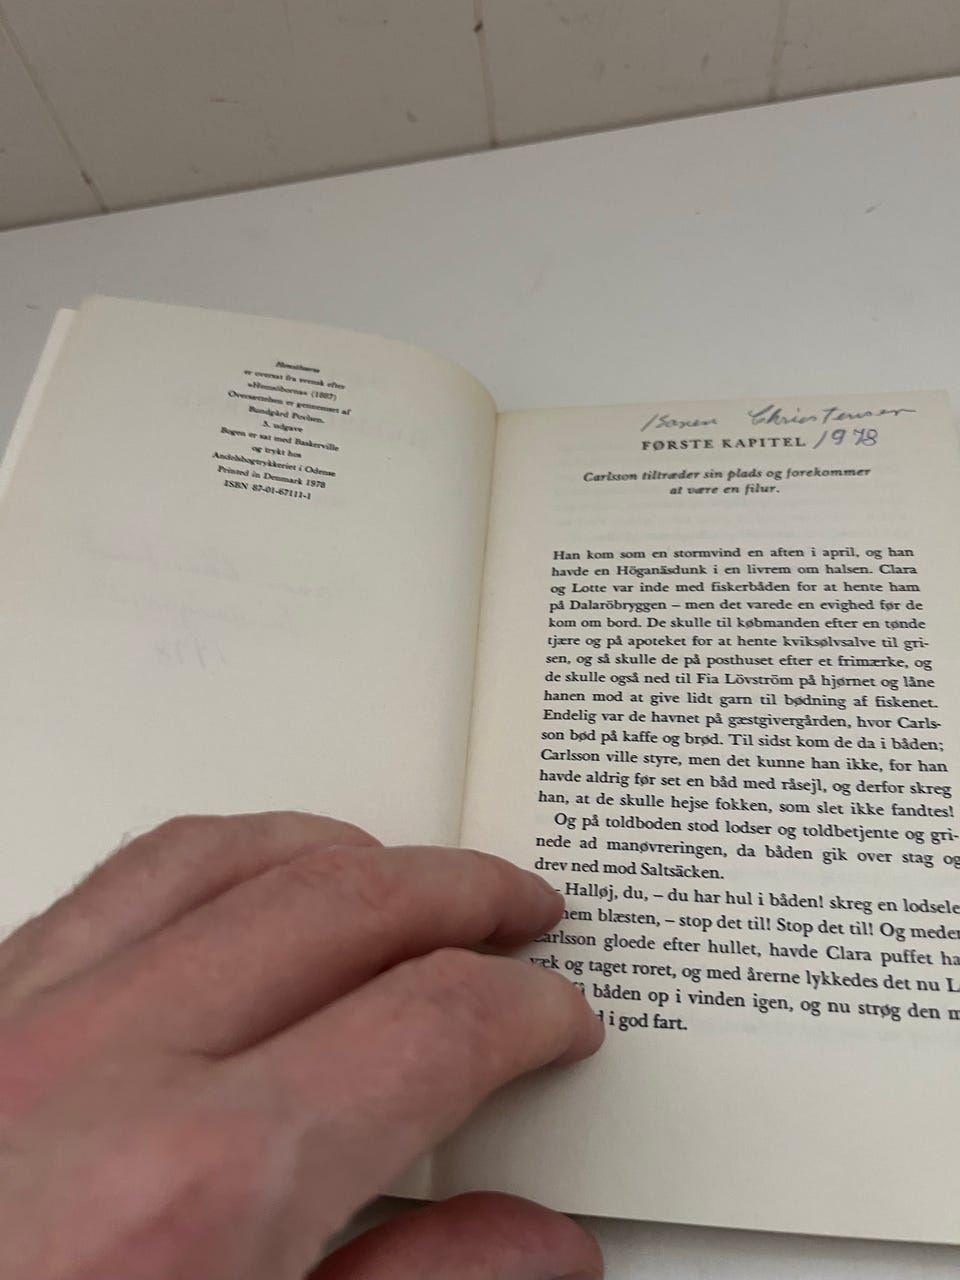 Hemsöborne
er oversat fra svensk efter
»Hemsöborna« (1887)
Oversættelsen er gennemset af
Bundgård Povlsen.
5. udgave
Bogen er sat med Baskerville
og trykt hos
Andelsbogtrykkeriet i Odense
Printed in Denmark 1978
ISBN 87-01-67111-1
Christensen
FØRSTE KAPITEL 1978
Carlsson tiltræder sin plads og forekommer
at være en filur.
Han kom som en stormvind en aften i april, og han
havde en Höganäsdunk i en livrem om halsen. Clara
og Lotte var inde med fiskerbåden for at hente ham
på Dalaröbryggen – men det varede en evighed før de
kom om bord. De skulle til købmanden efter en tønde
tjære og på apoteket for at hente kviksølvsalve til gri-
sen, og så skulle de på posthuset efter et frimærke, og
de skulle også ned til Fia Lövström på hjørnet og låne
hanen mod at give lidt garn til bødning af fiskenet.
Endelig var de havnet på gæstgivergården, hvor Carls-
son bød på kaffe og brød. Til sidst kom de da i båden;
Carlsson ville styre, men det kunne han ikke, for han
havde aldrig før set en båd med råsejl, og derfor skreg
han, at de skulle hejse fokken, som slet ikke fandtes!
Og på toldboden stod lodser og toldbetjente og gri-
nede ad manøvreringen, da båden gik over stag og
drev ned mod Saltsäcken.
– Halløj, du, – du har hul i båden! skreg en lodsele
nem blæsten, – stop det til! Stop det til! Og meden
Carlsson gloede efter hullet, havde Clara puffet ha
væk og taget roret, og med årerne lykkedes det nu L
båden op i vinden igen, og nu strøg den m
i god fart.